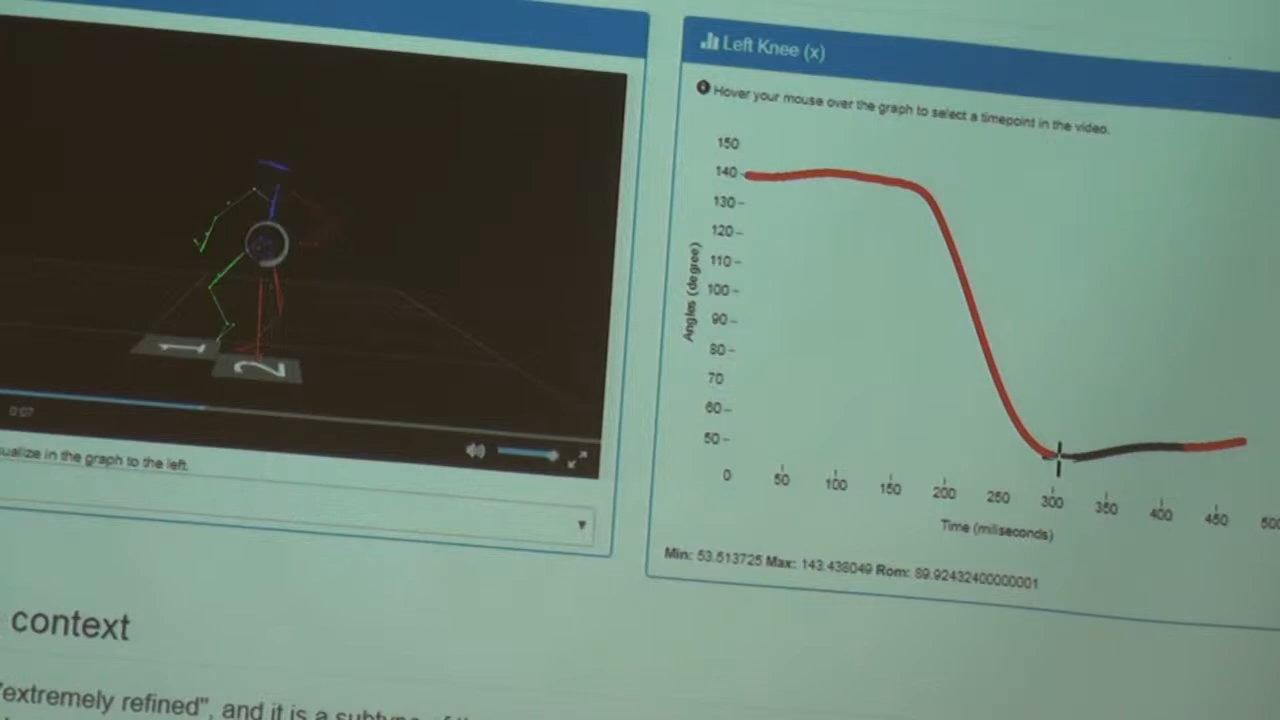 Left Knee (x)
Hover your mouse over the graph to select a timepoint in the video.
150
140
130
120
110
100
90
80
70
60
50
Angles (degree)
0 50 100 150 200 250 300 350 400 450 500
Time (miliseconds)
Min: 53.513725 Max: 143.438049 Rom: 89.92432400000001
1
2
0:07
in the graph to the left.
context
"extremely refined", and it is a